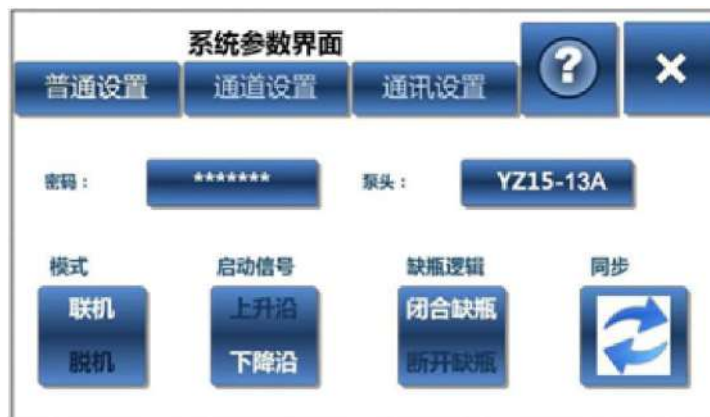 系统参数界面
普通设置 通道设置 通讯设置 ? ×
密码: ******* 泵头: YZ15-13A
模式 启动信号 缺瓶逻辑 同步
联机 上升沿 闭合缺瓶
脱机 下降沿 断开缺瓶